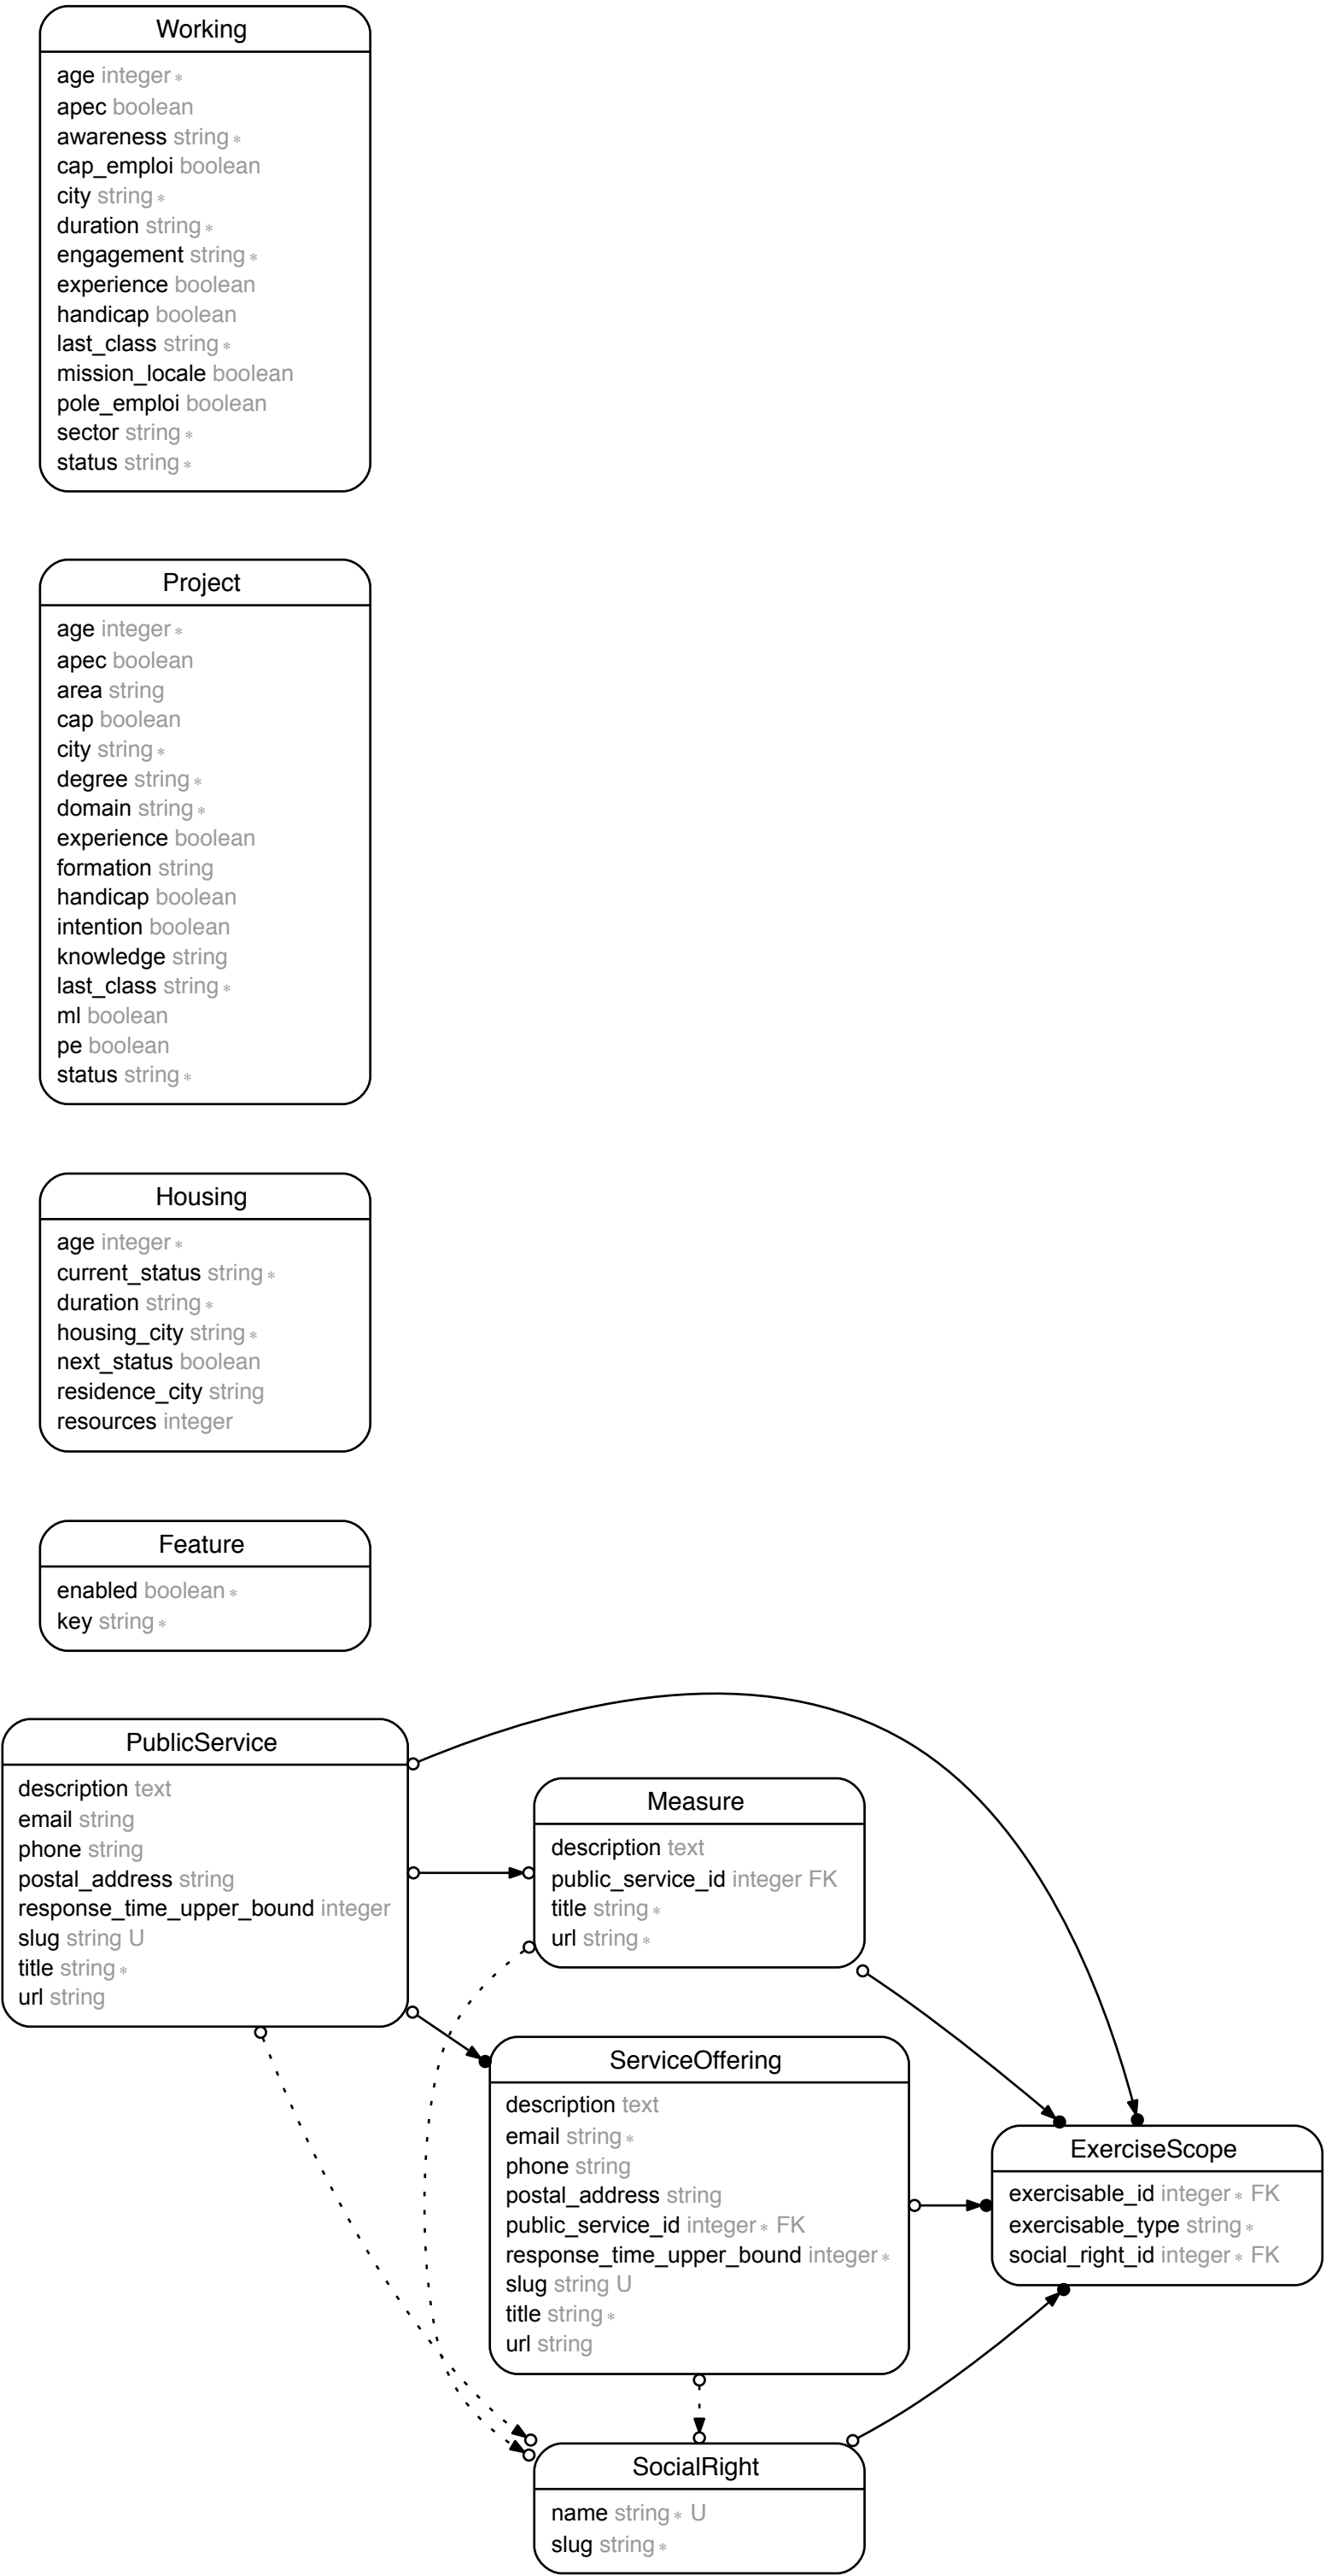 Working
age integer *
apec boolean
awareness string *
cap_emploi boolean
city string *
duration string *
engagement string *
experience boolean
handicap boolean
last_class string *
mission_locale boolean
pole_emploi boolean
sector string *
status string *
Project
age integer *
apec boolean
area string
cap boolean
city string *
degree string *
domain string *
experience boolean
formation string
handicap boolean
intention boolean
knowledge string
last_class string *
ml boolean
pe boolean
status string *
Housing
age integer *
current_status string *
duration string *
housing_city string *
next_status boolean
residence_city string
resources integer
Feature
enabled boolean *
key string *
PublicService
description text
email string
phone string
postal_address string
response_time_upper_bound integer
slug string U
title string *
url string
Measure
description text
public_service_id integer FK
title string *
url string *
ServiceOffering
description text
email string *
phone string
postal_address string
public_service_id integer * FK
response_time_upper_bound integer *
slug string U
title string *
url string
ExerciseScope
exercisable_id integer * FK
exercisable_type string *
social_right_id integer * FK
SocialRight
name string * U
slug string *